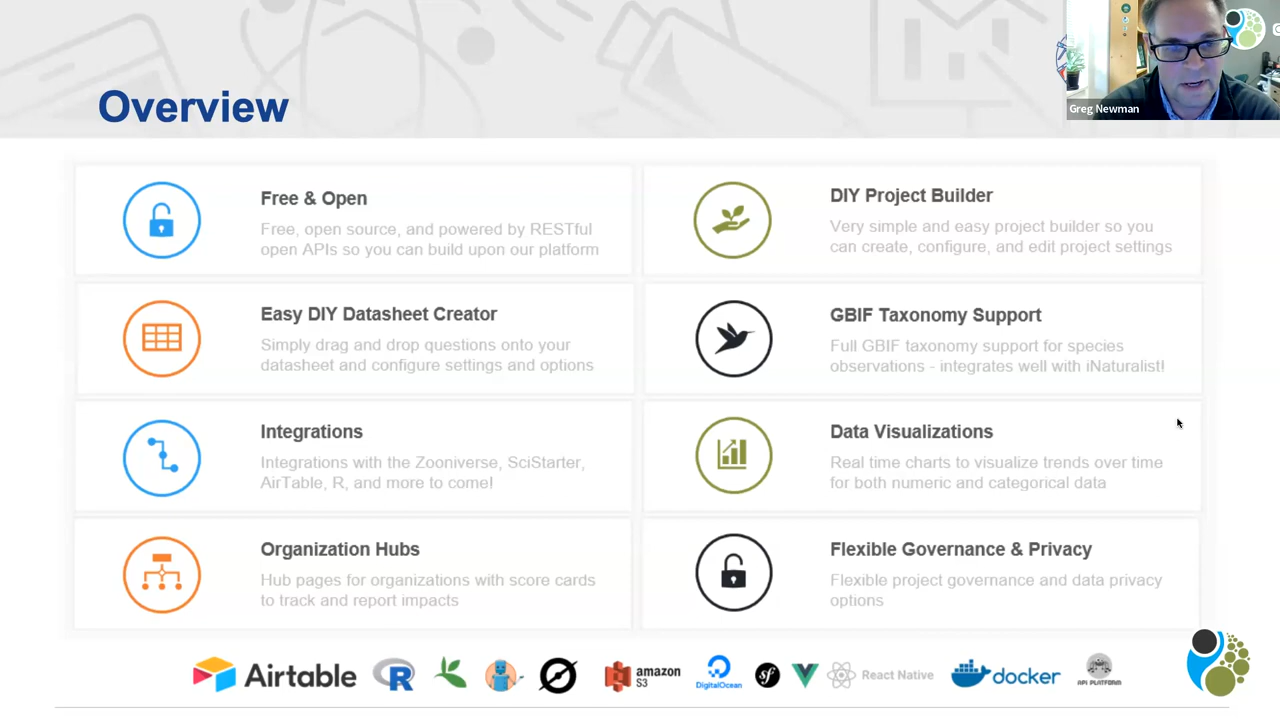 Overview
Greg Newman
Free & Open
Free, open source, and powered by RESTful
open APIs so you can build upon our platform
DIY Project Builder
Very simple and easy project builder so you
can create, configure, and edit project settings
Easy DIY Datasheet Creator
Simply drag and drop questions onto your
datasheet and configure settings and options
GBIF Taxonomy Support
Full GBIF taxonomy support for species
observations - integrates well with iNaturalist!
Integrations
Integrations with the Zooniverse, SciStarter,
AirTable, R, and more to come!
Data Visualizations
Real time charts to visualize trends over time
for both numeric and categorical data
Organization Hubs
Hub pages for organizations with score cards
to track and report impacts
Flexible Governance & Privacy
Flexible project governance and data privacy
options
Airtable
R
amazon
S3
DigitalOcean
sf
React Native
docker
API PLATFORM